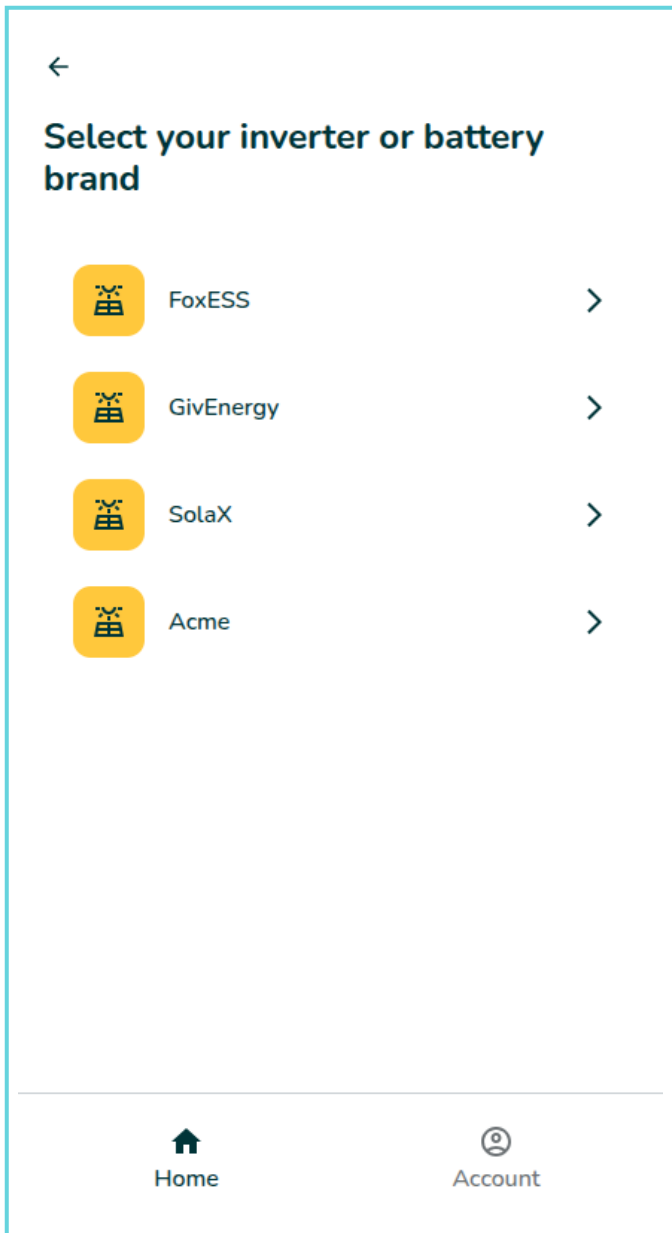 Select your inverter or battery
brand
FoxESS
GivEnergy
SolaX
Acme
Home
Account